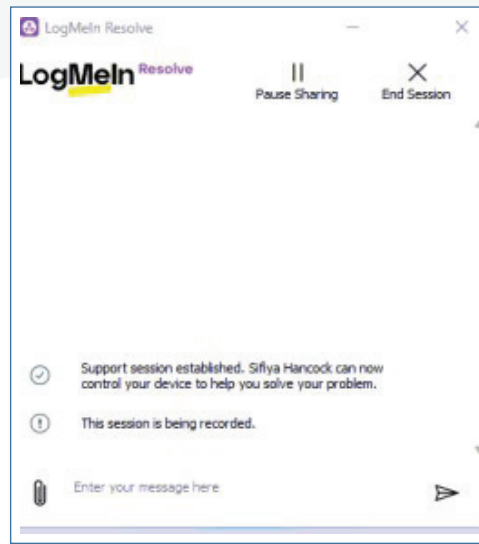 LogMeIn Resolve
LogMeIn Resolve
Pause Sharing
End Session
Support session established. Sifiya Hancock can now
control your device to help you solve your problem.
This session is being recorded.
Enter your message here